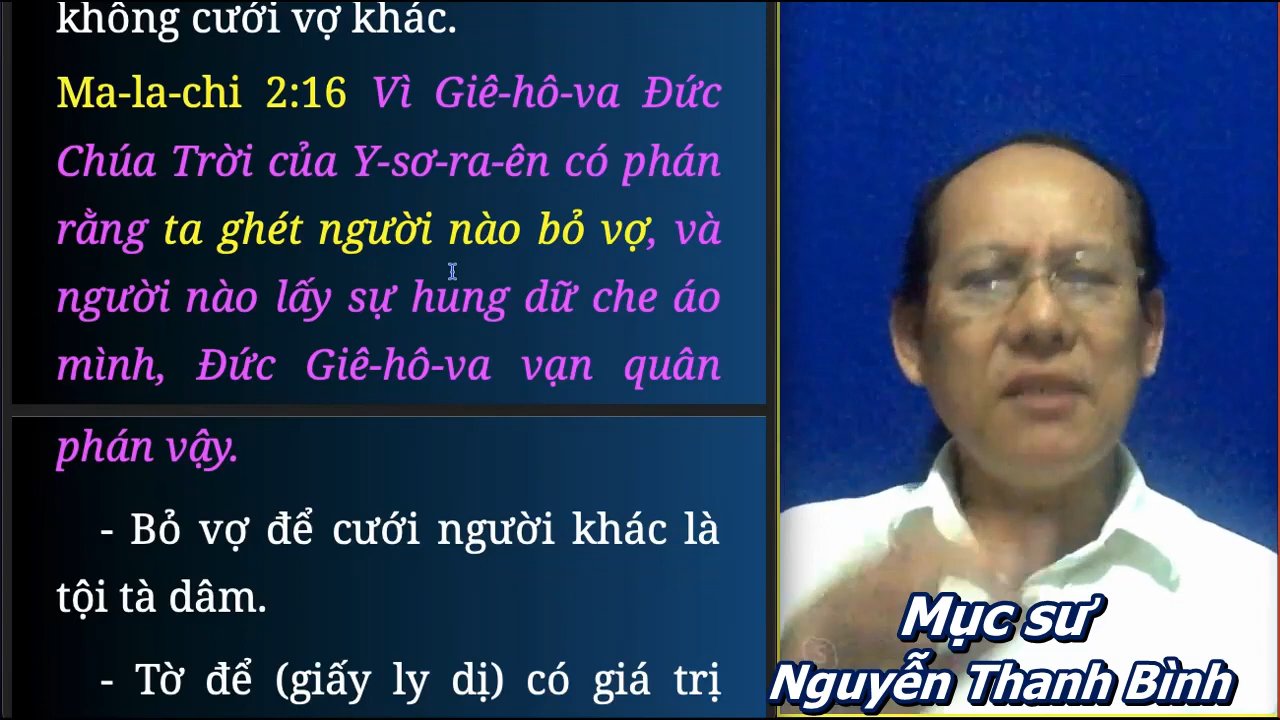 không cưới vợ khác.
Ma-la-chi 2:16 Vì Giê-hô-va Đức
Chúa Trời của Y-sơ-ra-ên có phán
rằng ta ghét người nào bỏ vợ, và
người nào lấy sự hung dữ che áo
mình, Đức Giê-hô-va vạn quân
phán vậy.
- Bỏ vợ để cưới người khác là
tội tà dâm.
- Tờ để (giấy ly dị) có giá trị
Mục sư
Nguyễn Thanh Bình